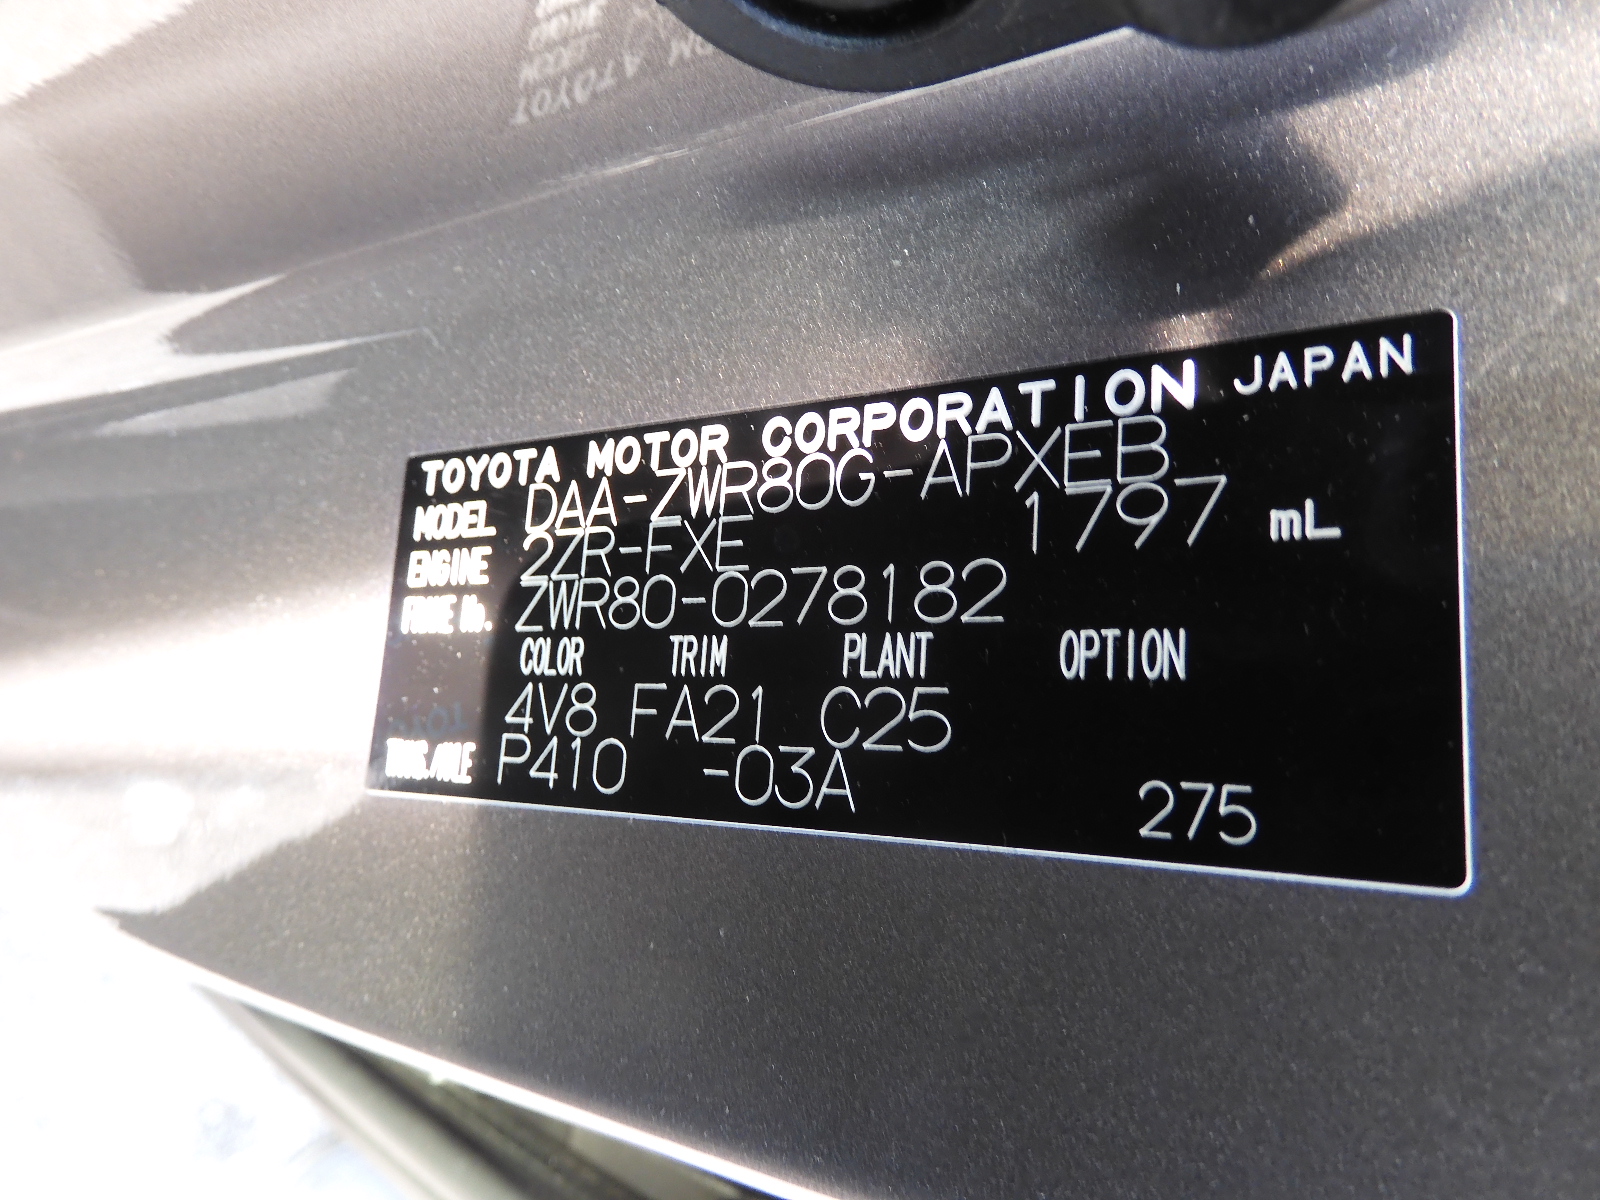 TOYOTA MOTOR CORPORATION JAPAN
MODEL DAA-ZWR80G-APXEB
ENGINE 2ZR-FXE 1797 mL
FRAME No. ZWR80-0278182
COLOR TRIM PLANT OPTION
4V8 FA21 C25
TRANS./AXLE P410 -03A
275